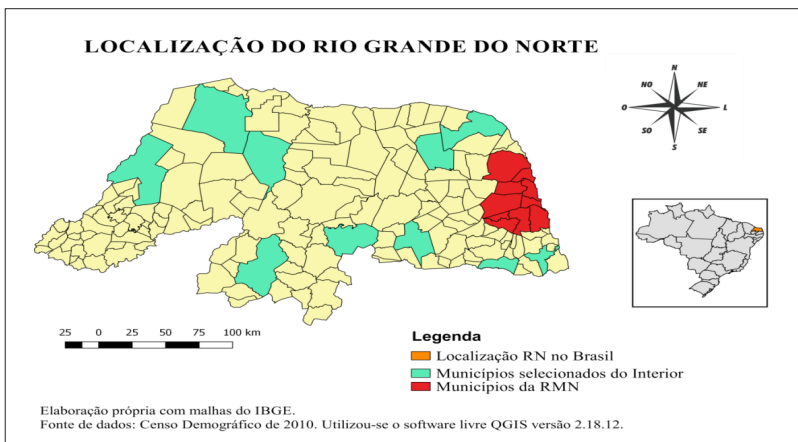 LOCALIZAÇÃO DO RIO GRANDE DO NORTE
N
NO NE
O L
SO SE
S
25 0 25 50 75 100 km
Legenda
Localização RN no Brasil
Municípios selecionados do Interior
Municípios da RMN
Elaboração própria com malhas do IBGE.
Fonte de dados: Censo Demográfico de 2010. Utilizou-se o software livre QGIS versão 2.18.12.